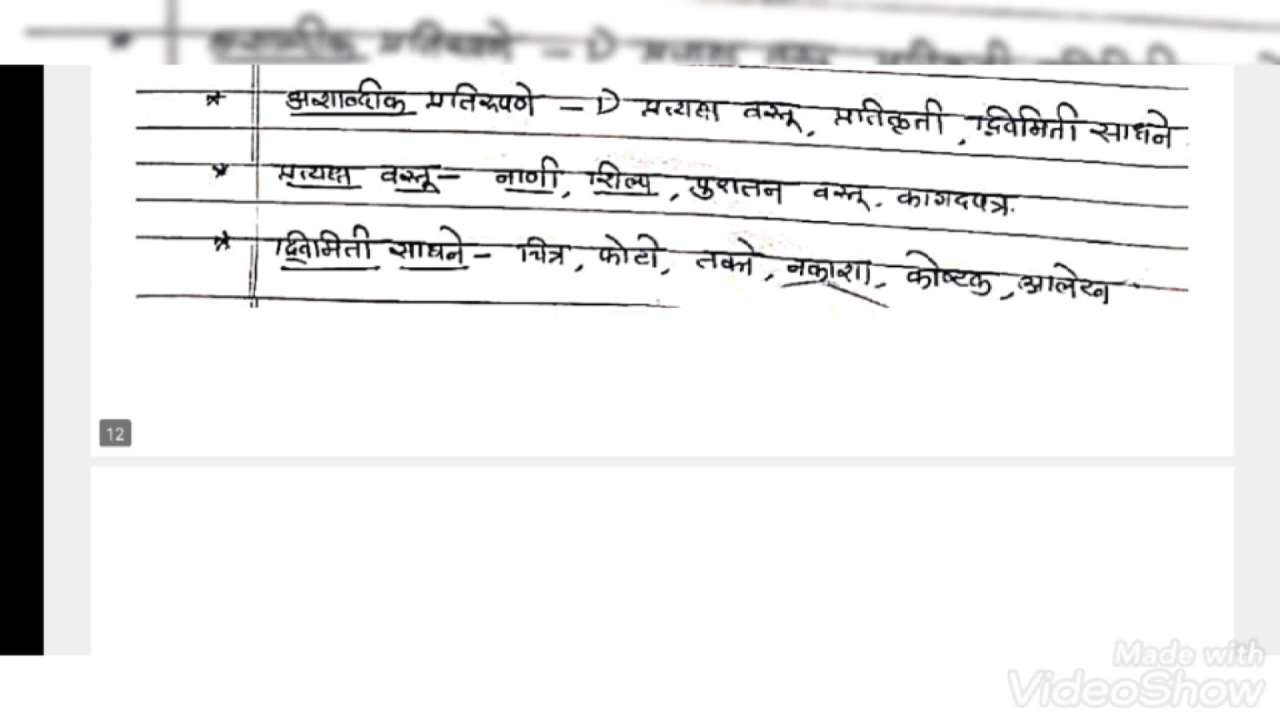 * अशाब्दीक प्रतिरूपणे - D प्रत्यक्ष वस्तू, प्रतिकृती, द्विमिती साधने
* प्रत्यक्ष वस्तू - नाणी, शिल्प, पुरातन वस्तू, कागदपत्र.
* द्विमिती साधने - चित्र, फोटो, तक्ते, नकाशा, कोष्टक, आलेख
12
Made with
VideoShow